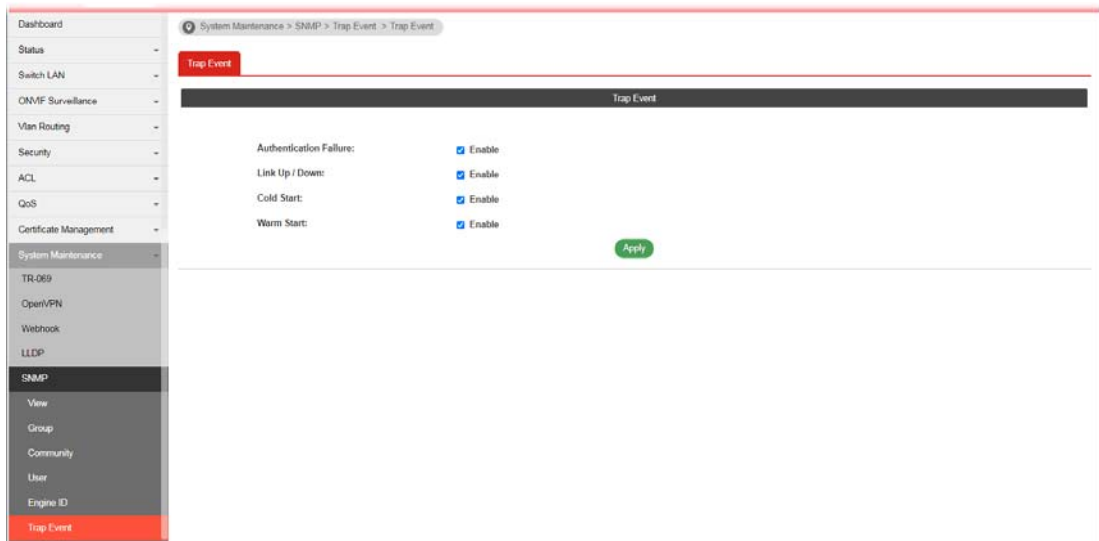 Dashboard
Status
Switch LAN
ONVIF Surveillance
Vlan Routing
Security
ACL
QoS
Certificate Management
System Maintenance
TR-069
OpenVPN
Webhook
LLDP
SNMP
View
Group
Community
User
Engine ID
Trap Event
System Maintenance > SNMP > Trap Event > Trap Event
Trap Event
Trap Event
Authentication Failure: Enable
Link Up / Down: Enable
Cold Start: Enable
Warm Start: Enable
Apply